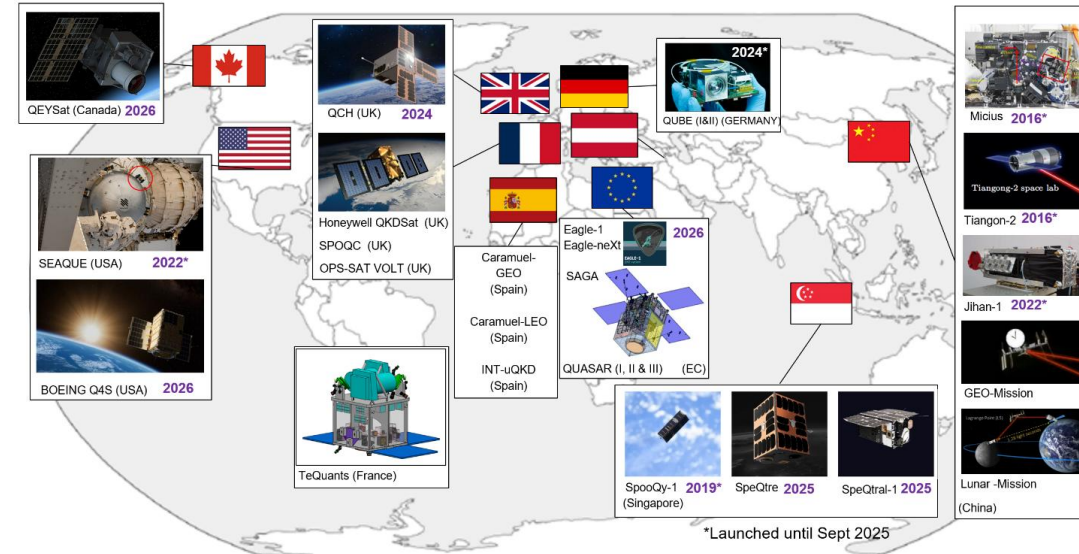 QEYSat (Canada) 2026
SEAQUE (USA) 2022*
BOEING Q4S (USA) 2026
QCH (UK) 2024
Honeywell QKDSat (UK)
SPOQC (UK)
OPS-SAT VOLT (UK)
TeQuants (France)
Caramuel-
GEO
(Spain)
Caramuel-LEO
(Spain)
INT-uQKD
(Spain)
2024*
QUBE (I&II) (GERMANY)
Eagle-1
Eagle-neXt
2026
EAGLE-1
SAGA
QUASAR (I, II & III) (EC)
SpooQy-1 2019*
(Singapore)
SpeQtre 2025
SpeQtral-1 2025
Micius 2016*
Tiangong-2 space lab
Tiangon-2 2016*
Jihan-1 2022*
GEO-Mission
Lunar -Mission
(China)
*Launched until Sept 2025